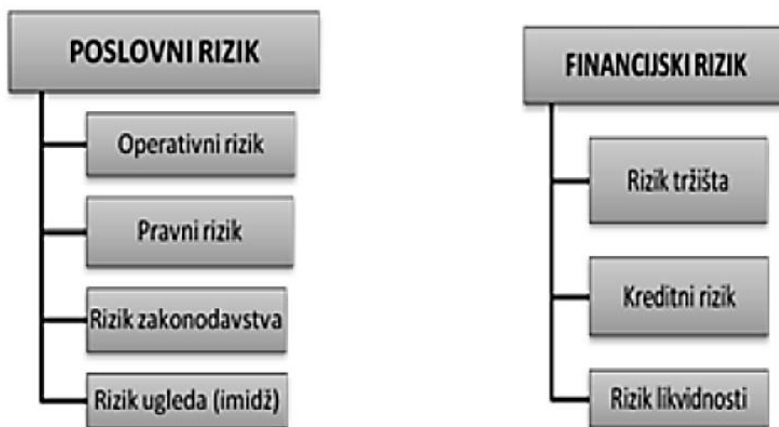 POSLOVNI RIZIK
Operativni rizik
Pravni rizik
Rizik zakonodavstva
Rizik ugleda (imidž)
FINANCIJSKI RIZIK
Rizik tržišta
Kreditni rizik
Rizik likvidnosti